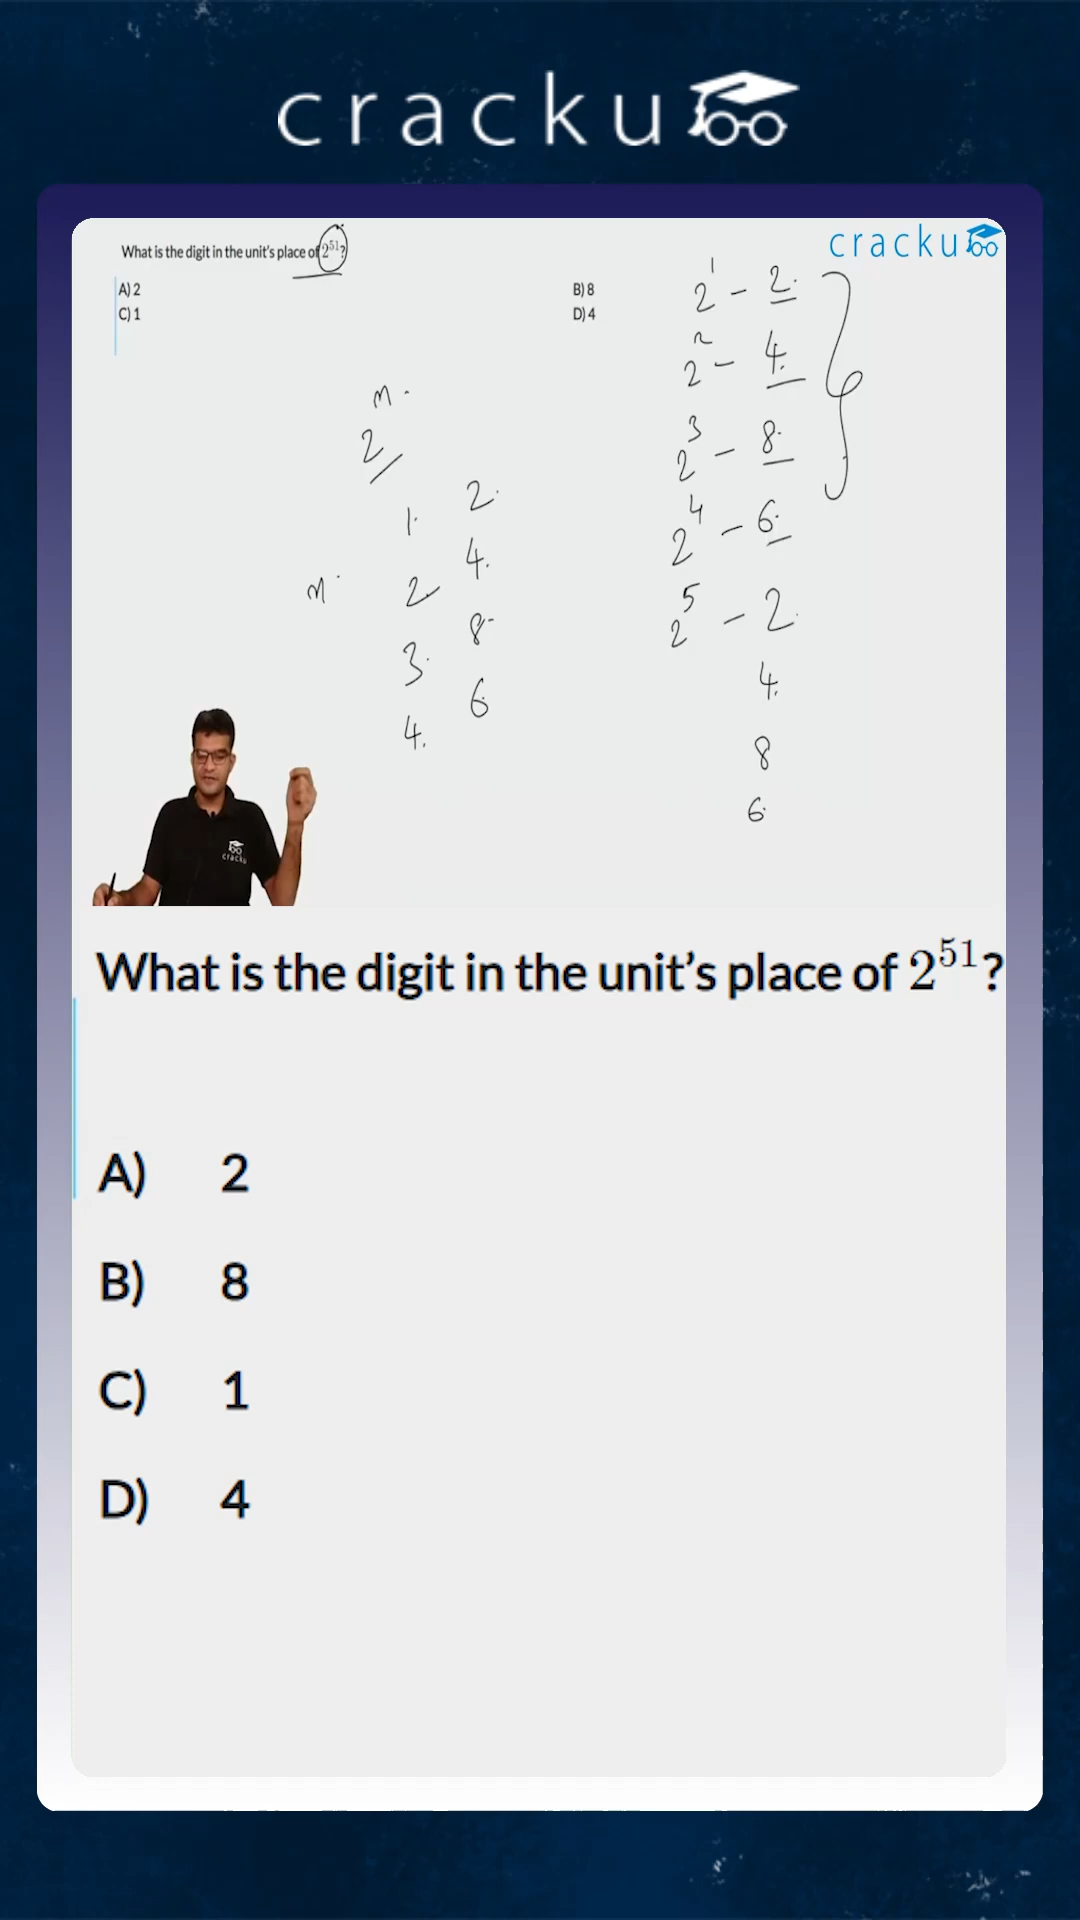 cracku
cracku
What is the digit in the unit's place of 2^51?
A) 2
B) 8
C) 1
D) 4
2^1 - 2.
2^2 - 4.
2^3 - 8.
2^4 - 6.
2^5 - 2.
4.
8
6.
n.
2
n.
1. 2.
2 4.
3. 8.
4. 6
cracku
What is the digit in the unit's place of 2^51?
A) 2
B) 8
C) 1
D) 4